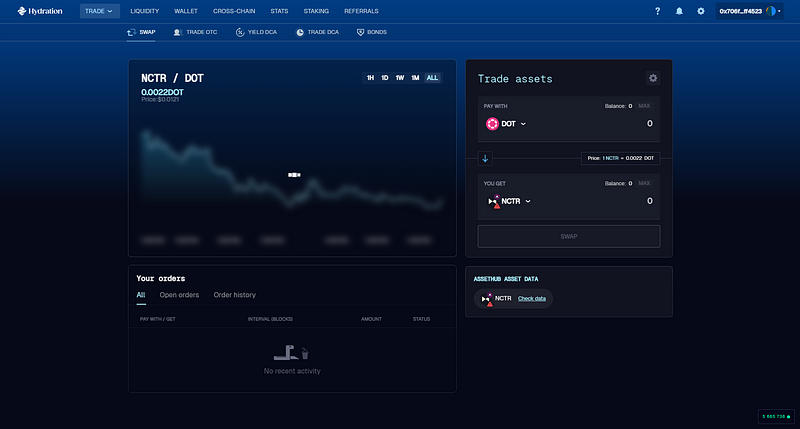 Hydration
TRADE
LIQUIDITY
WALLET
CROSS-CHAIN
STATS
STAKING
REFERRALS
?
0x706f...ff4523
SWAP
TRADE OTC
YIELD DCA
TRADE DCA
BONDS
NCTR / DOT
0.0022DOT
Price:$0.0121
1H 1D 1W 1M ALL
Trade assets
PAY WITH
Balance: 0 MAX
DOT
0
Price: 1 NCTR = 0.0022 DOT
YOU GET
Balance: 0 MAX
NCTR
0
SWAP
Your orders
All
Open orders
Order history
PAY WITH / GET
INTERVAL (BLOCKS)
AMOUNT
STATUS
No recent activity
ASSETHUB ASSET DATA
NCTR
Check data